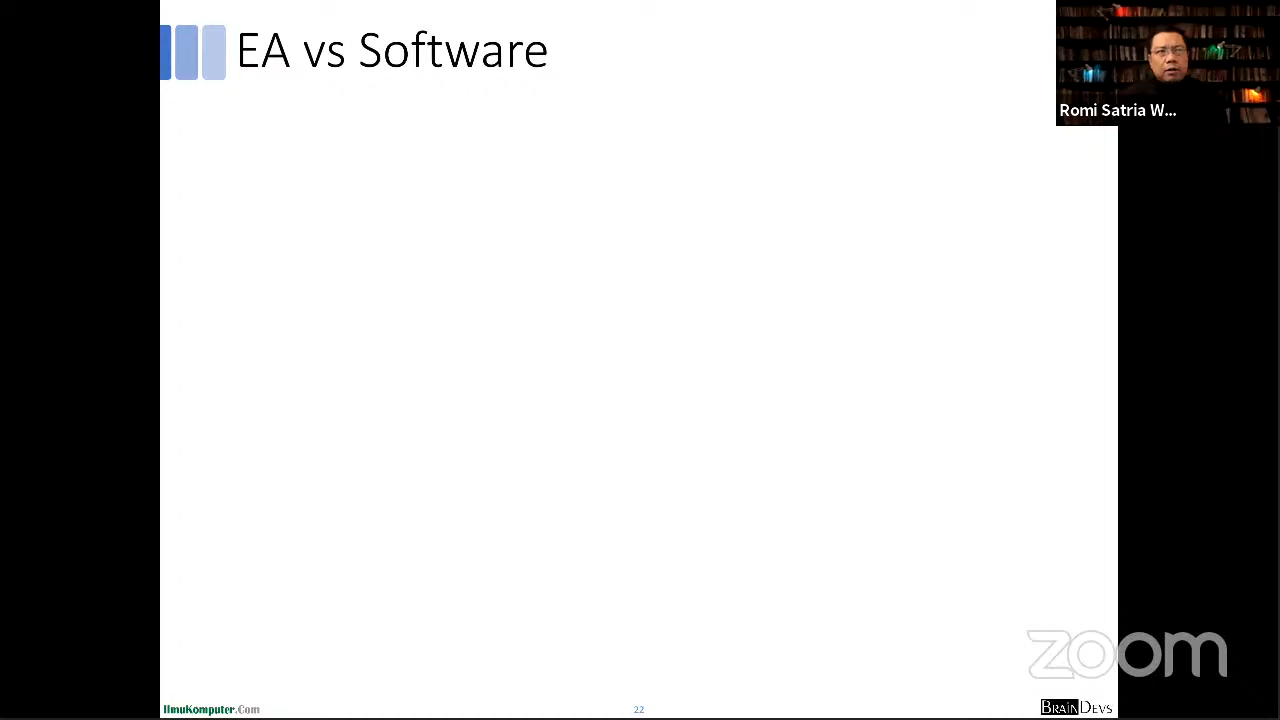 EA vs Software
Romi Satria W...
zoom
IlmuKomputer.Com
22
BRAINDEVS